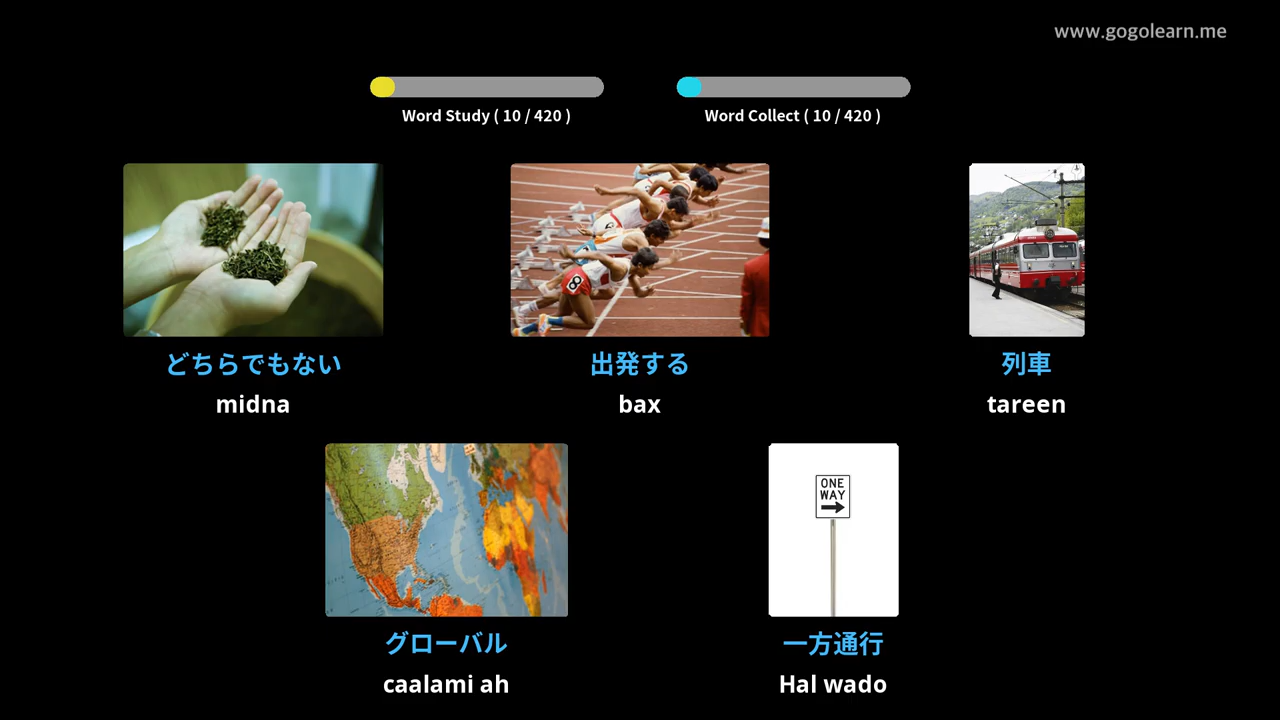 www.gogolearn.me
Word Study ( 10 / 420 )
Word Collect ( 10 / 420 )
どちらでもない
midna
出発する
bax
列車
tareen
8
ONE
WAY
グローバル
caalami ah
一方通行
Hal wado